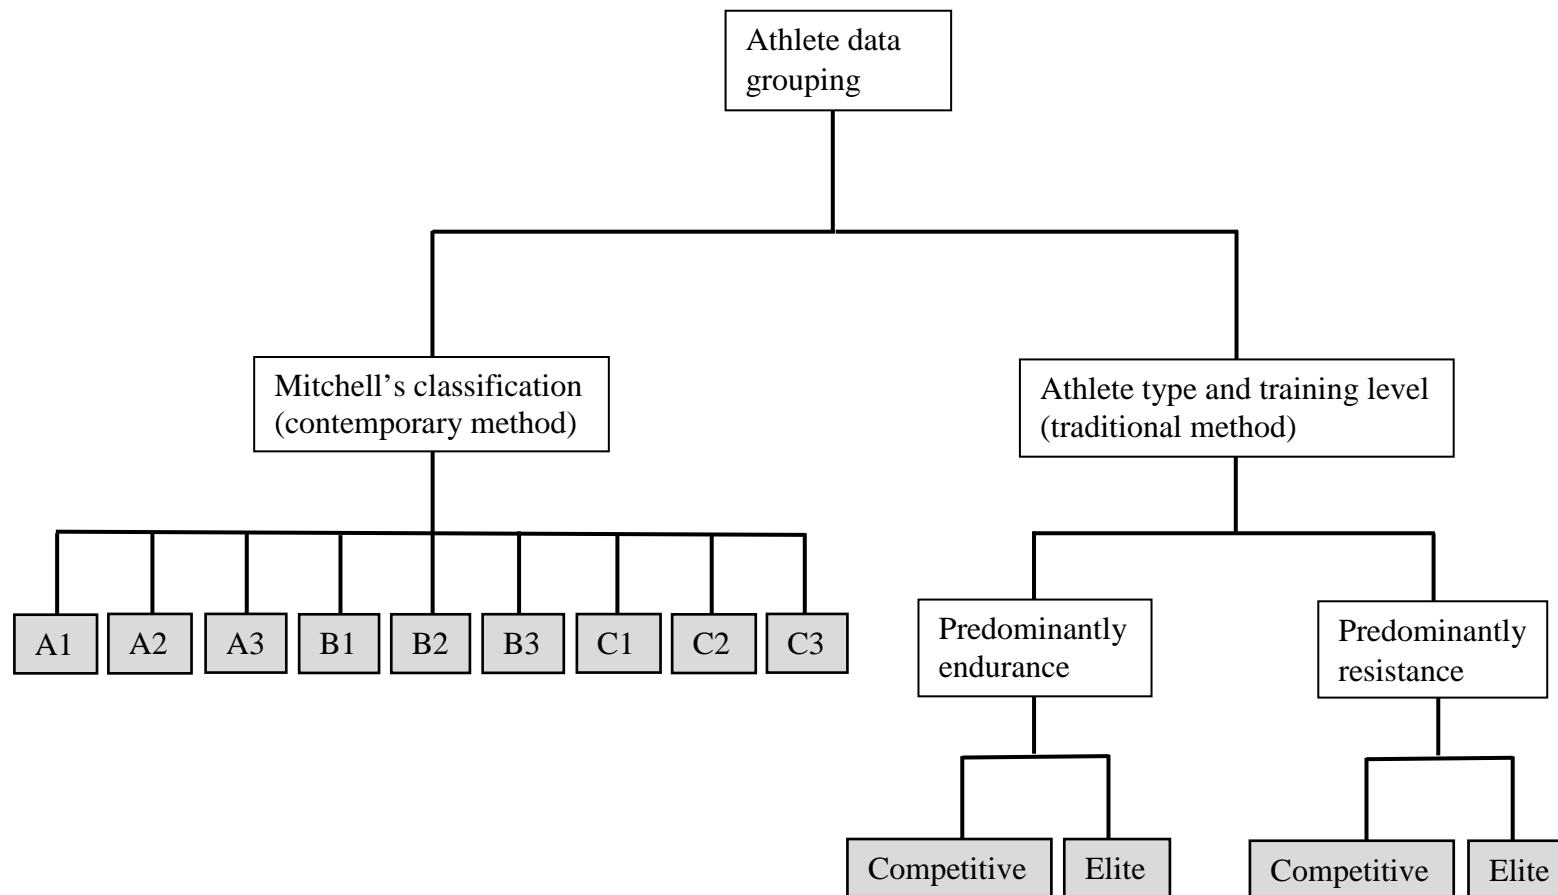 Athlete data
grouping
Mitchell’s classification
(contemporary method)
Athlete type and training level
(traditional method)
A1
A2
A3
B1
B2
B3
C1
C2
C3
Predominantly
endurance
Predominantly
resistance
Competitive
Elite
Competitive
Elite